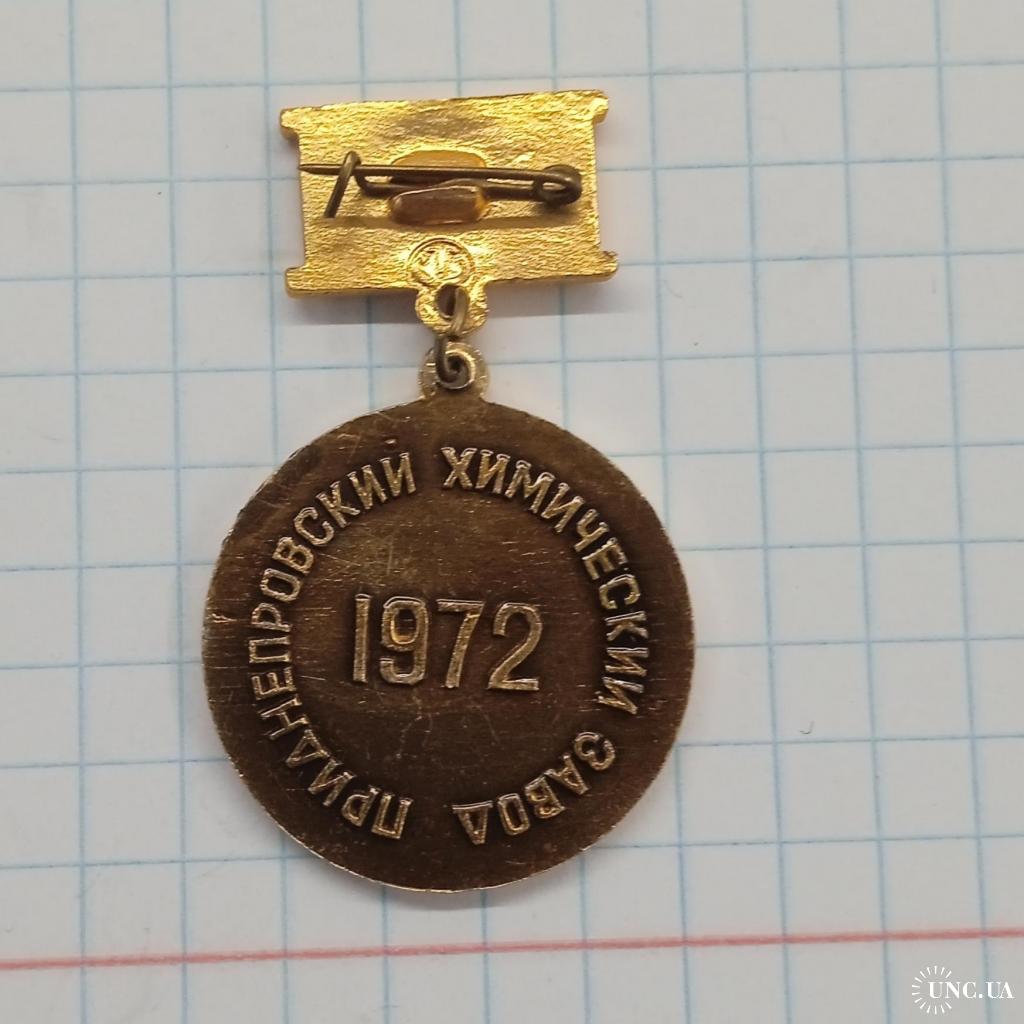 ПРИДНЕПРОВСКИЙ ХИМИЧЕСКИЙ ЗАВОД
1972
UNC.UA